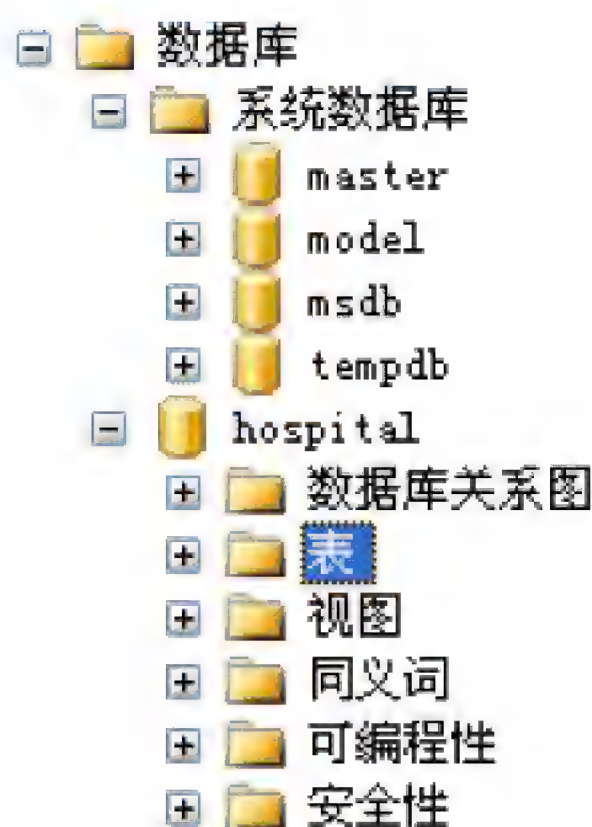 数据库
系统数据库
master
model
msdb
tempdb
hospital
数据库关系图
表
视图
同义词
可编程性
安全性